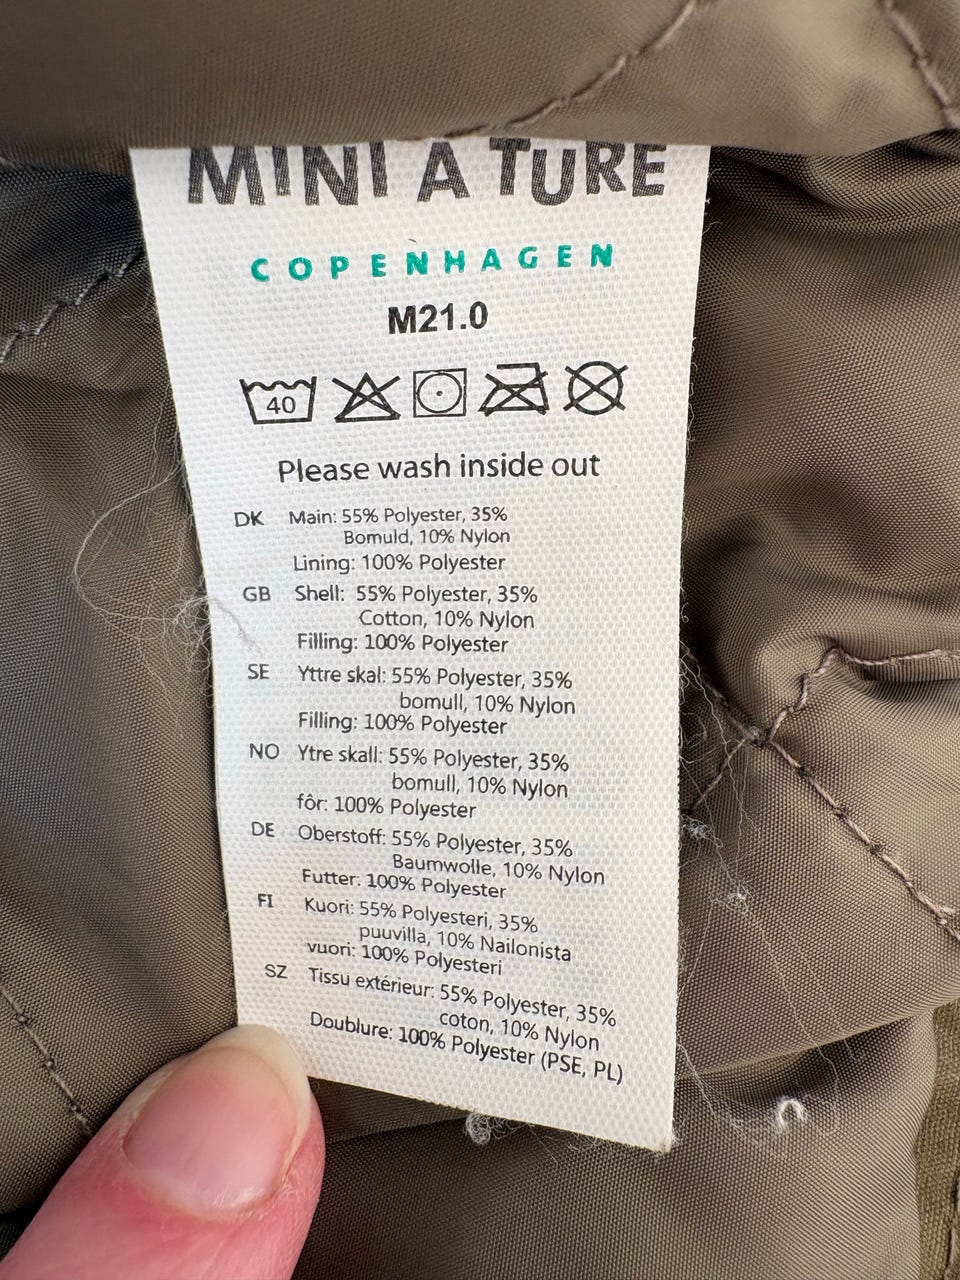 MINI A TURE
COPENHAGEN
M21.0
40
Please wash inside out
DK Main: 55% Polyester, 35%
Bomuld, 10% Nylon
Lining: 100% Polyester
GB Shell: 55% Polyester, 35%
Cotton, 10% Nylon
Filling: 100% Polyester
SE Yttre skal: 55% Polyester, 35%
bomull, 10% Nylon
Filling: 100% Polyester
NO Ytre skall: 55% Polyester, 35%
bomull, 10% Nylon
fôr: 100% Polyester
DE Oberstoff: 55% Polyester, 35%
Baumwolle, 10% Nylon
Futter: 100% Polyester
FI Kuori: 55% Polyesteri, 35%
puuvilla, 10% Nailonista
vuori: 100% Polyesteri
SZ Tissu extérieur: 55% Polyester, 35%
coton, 10% Nylon
Doublure: 100% Polyester (PSE, PL)